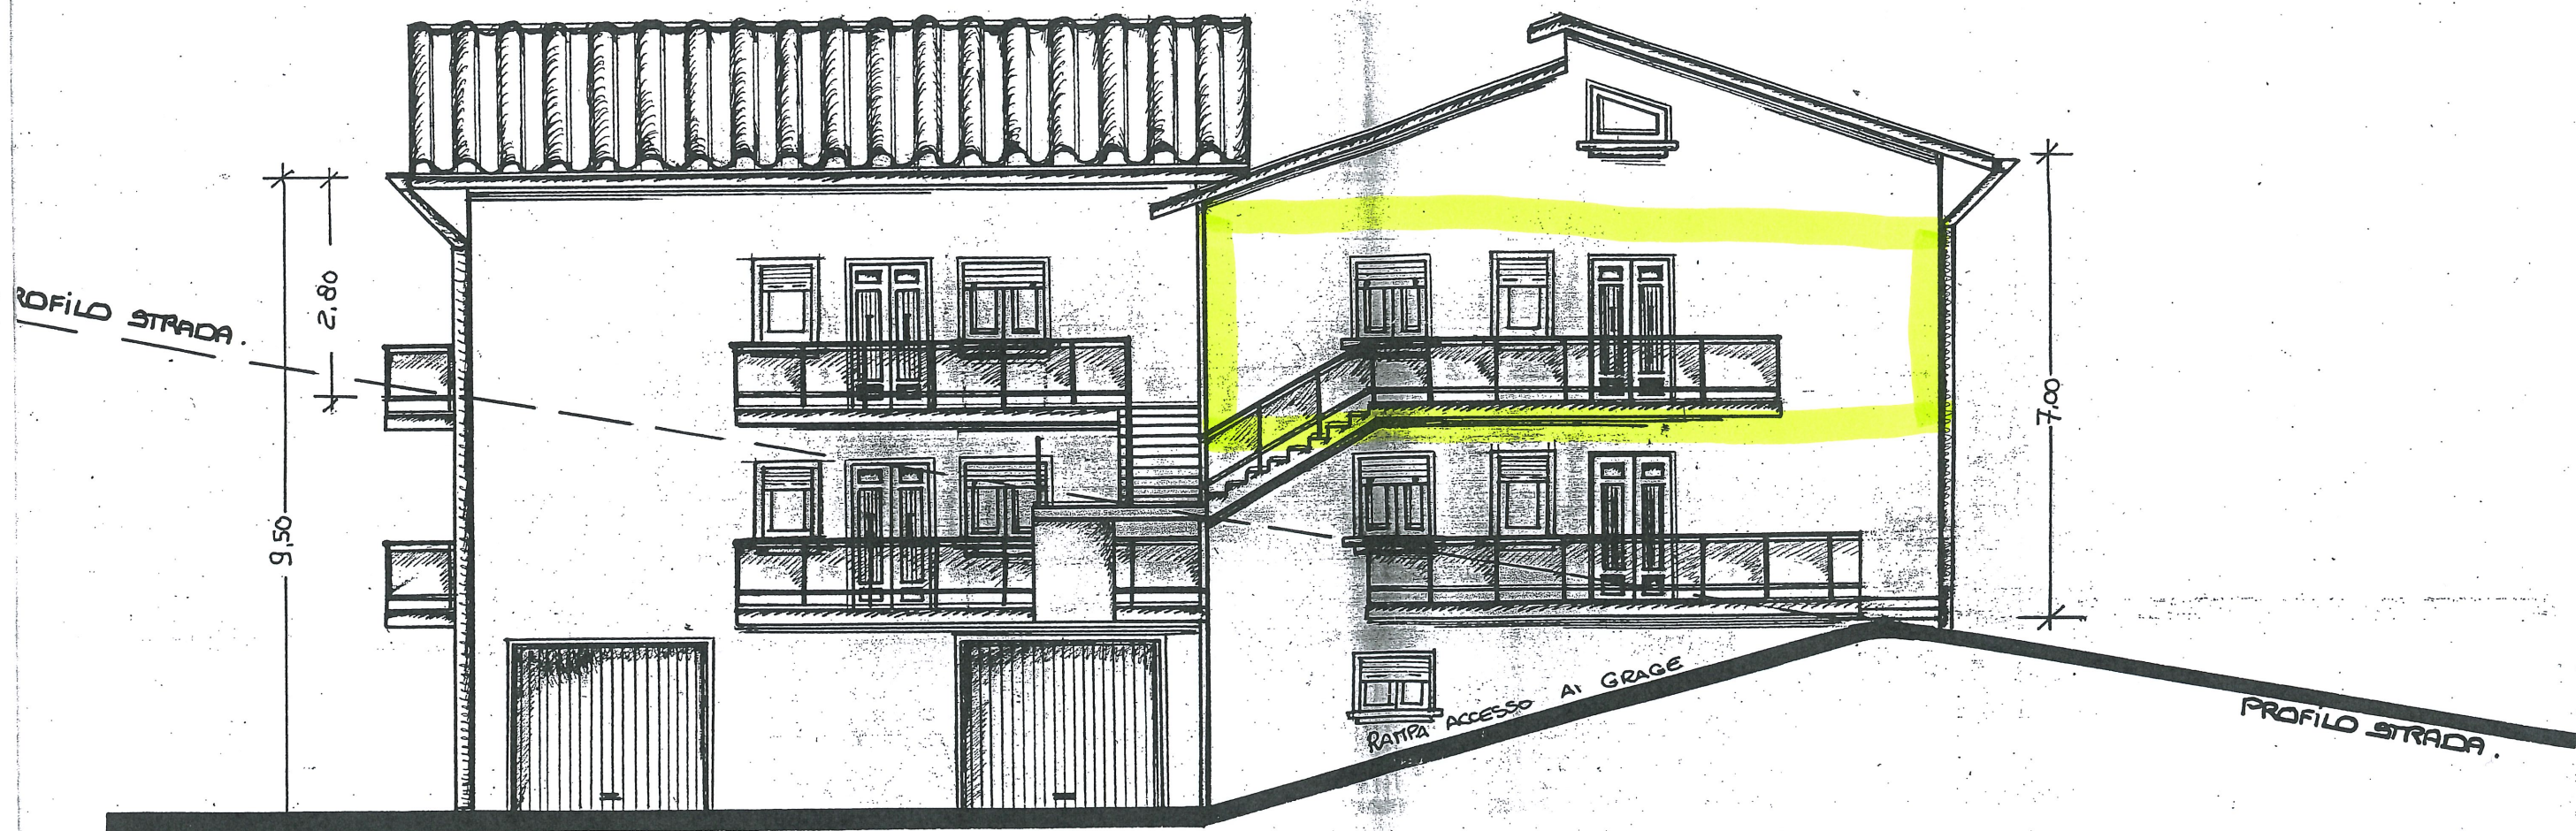 ROFILO STRADA.
2,80
9,50
7,00
RAMPA ACCESSO AI GRAGE
PROFILO STRADA.